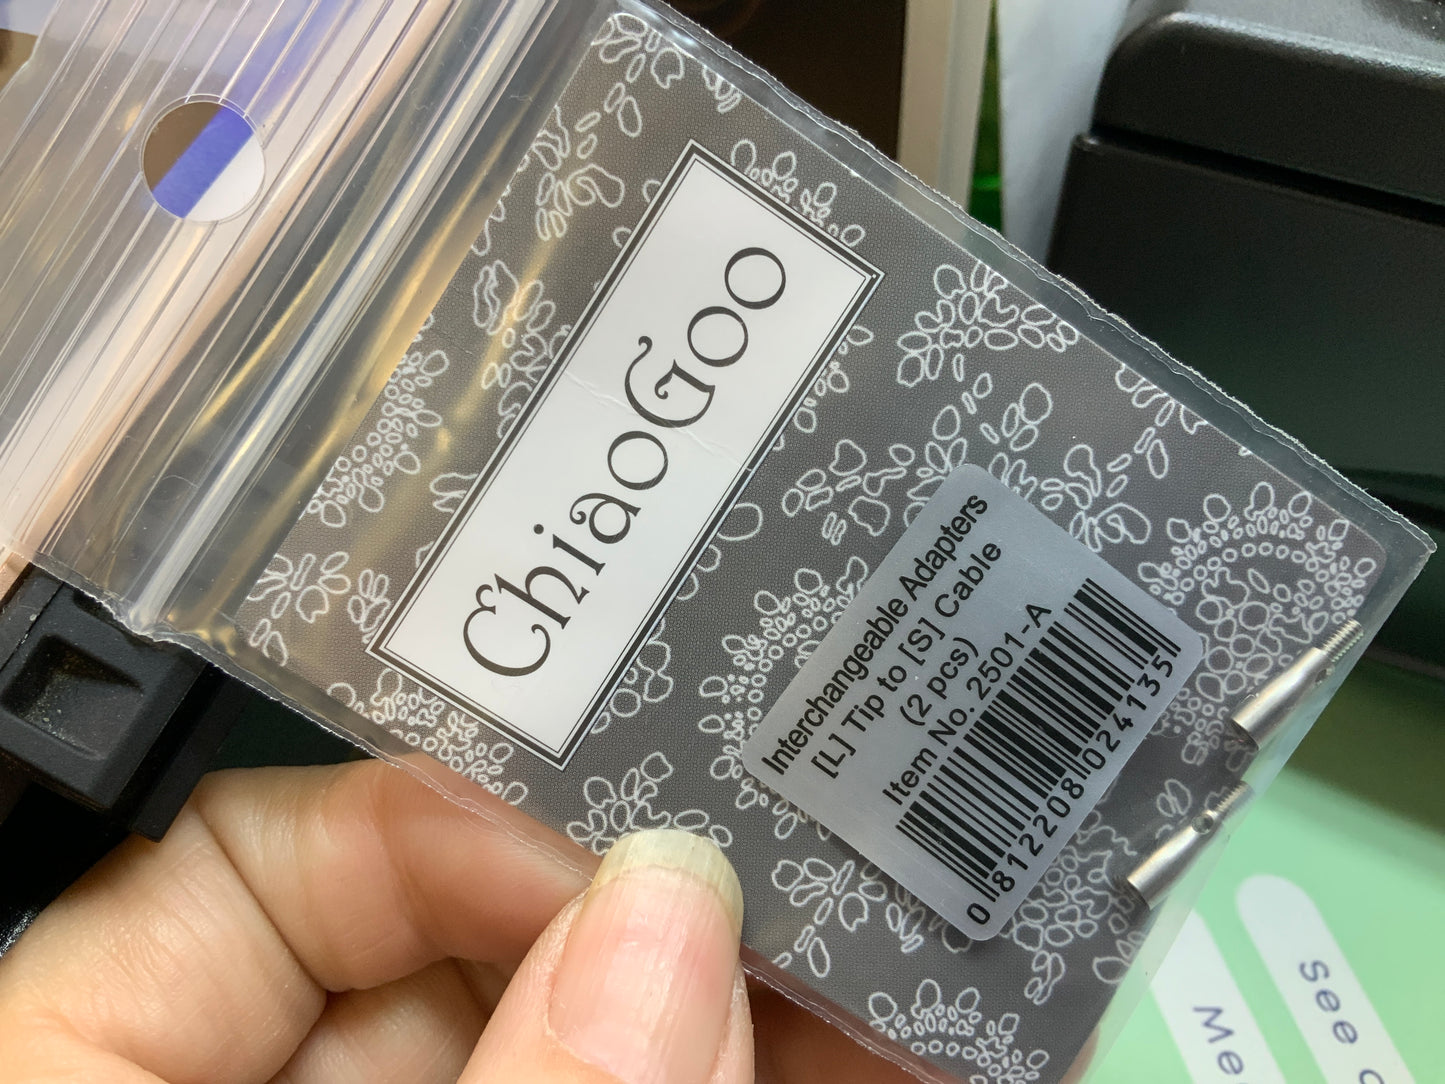 ChiaoGoo
Interchangeable Adapters
[L] Tip to [S] Cable
(2 pcs)
Item No. 2501-A
0 812208 024135
See
Me